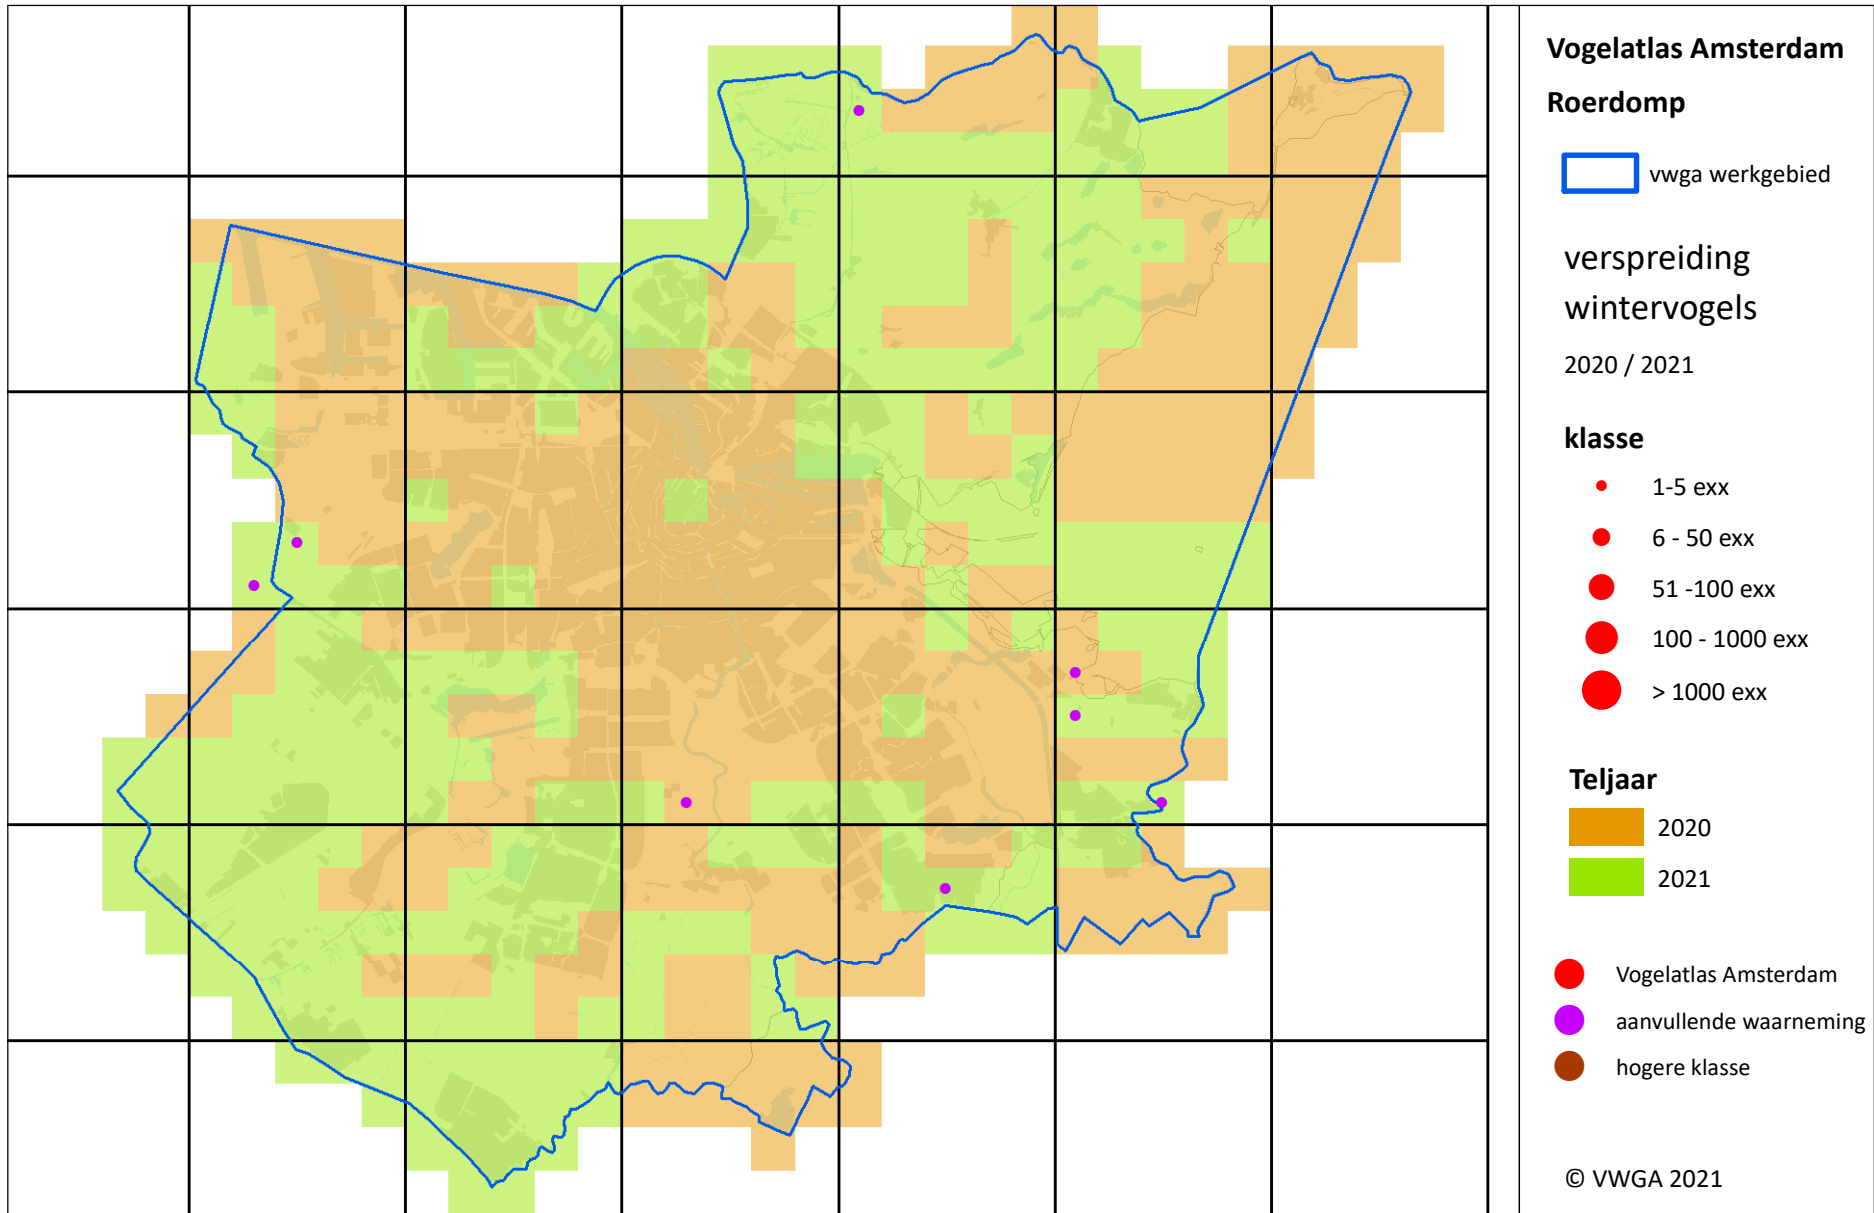 Vogelatlas Amsterdam
Roerdomp
vwga werkgebied
verspreiding
wintervogels
2020 / 2021
klasse
1-5 exx
6 - 50 exx
51 -100 exx
100 - 1000 exx
> 1000 exx
Teljaar
2020
2021
Vogelatlas Amsterdam
aanvullende waarneming
hogere klasse
© VWGA 2021